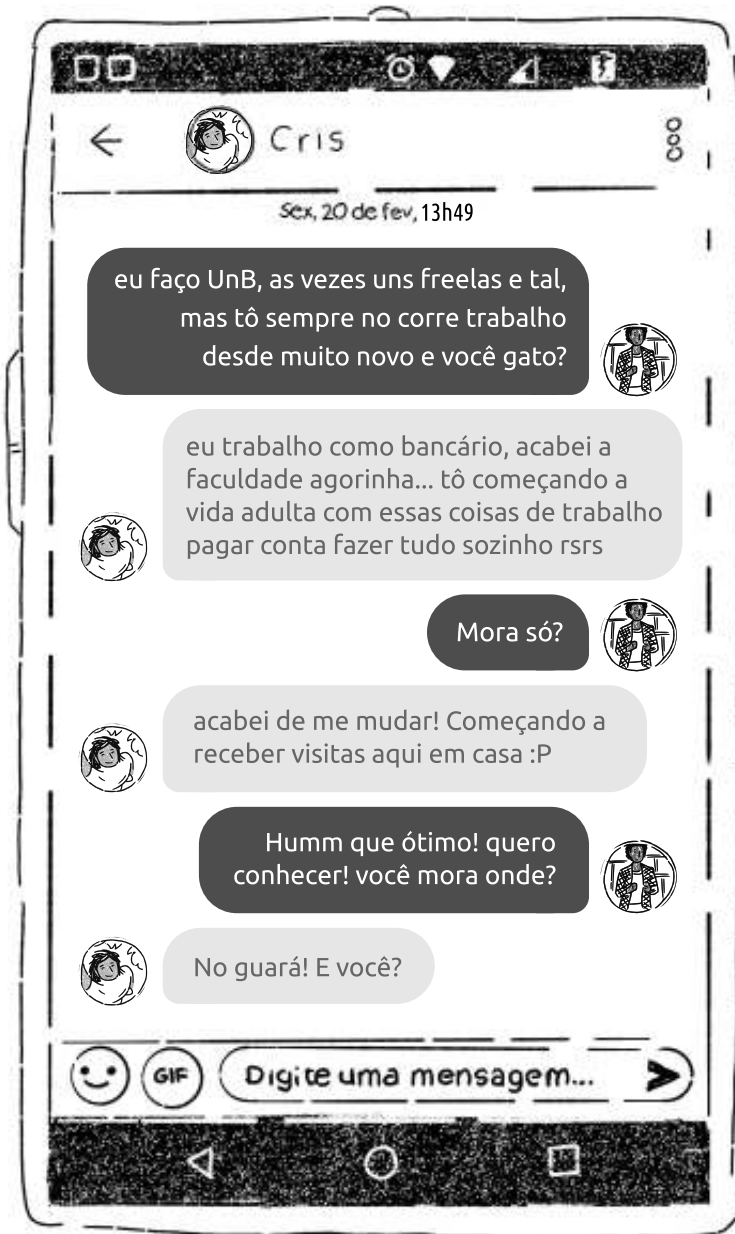 Cris
Sex, 20 de fev, 13h49
eu faço UnB, as vezes uns freelas e tal,
mas tô sempre no corre trabalho
desde muito novo e você gato?
eu trabalho como bancário, acabei a
faculdade agorinha... tô começando a
vida adulta com essas coisas de trabalho
pagar conta fazer tudo sozinho rsrs
Mora só?
acabei de me mudar! Começando a
receber visitas aqui em casa :P
Humm que ótimo! quero
conhecer! você mora onde?
No guará! E você?
GIF
Digite uma mensagem...